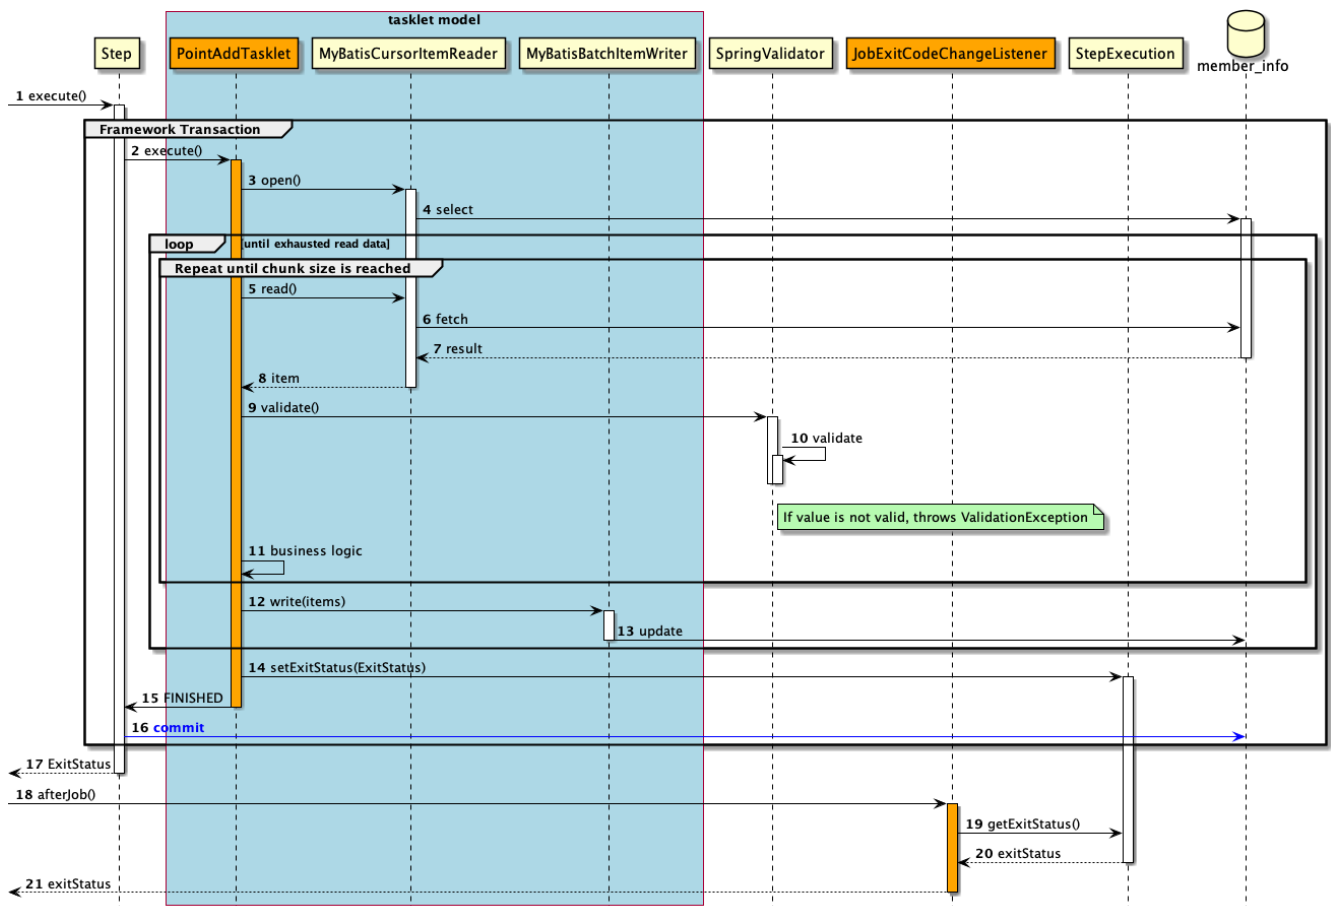 tasklet model
Step
PointAddTasklet
MyBatisCursorItemReader
MyBatisBatchItemWriter
SpringValidator
JobExitCodeChangeListener
StepExecution
member_info
1 execute()
Framework Transaction
2 execute()
3 open()
4 select
loop
[until exhausted read data]
Repeat until chunk size is reached
5 read()
6 fetch
7 result
8 item
9 validate()
10 validate
If value is not valid, throws ValidationException
11 business logic
12 write(items)
13 update
14 setExitStatus(ExitStatus)
15 FINISHED
16 commit
17 ExitStatus
18 afterJob()
19 getExitStatus()
20 exitStatus
21 exitStatus